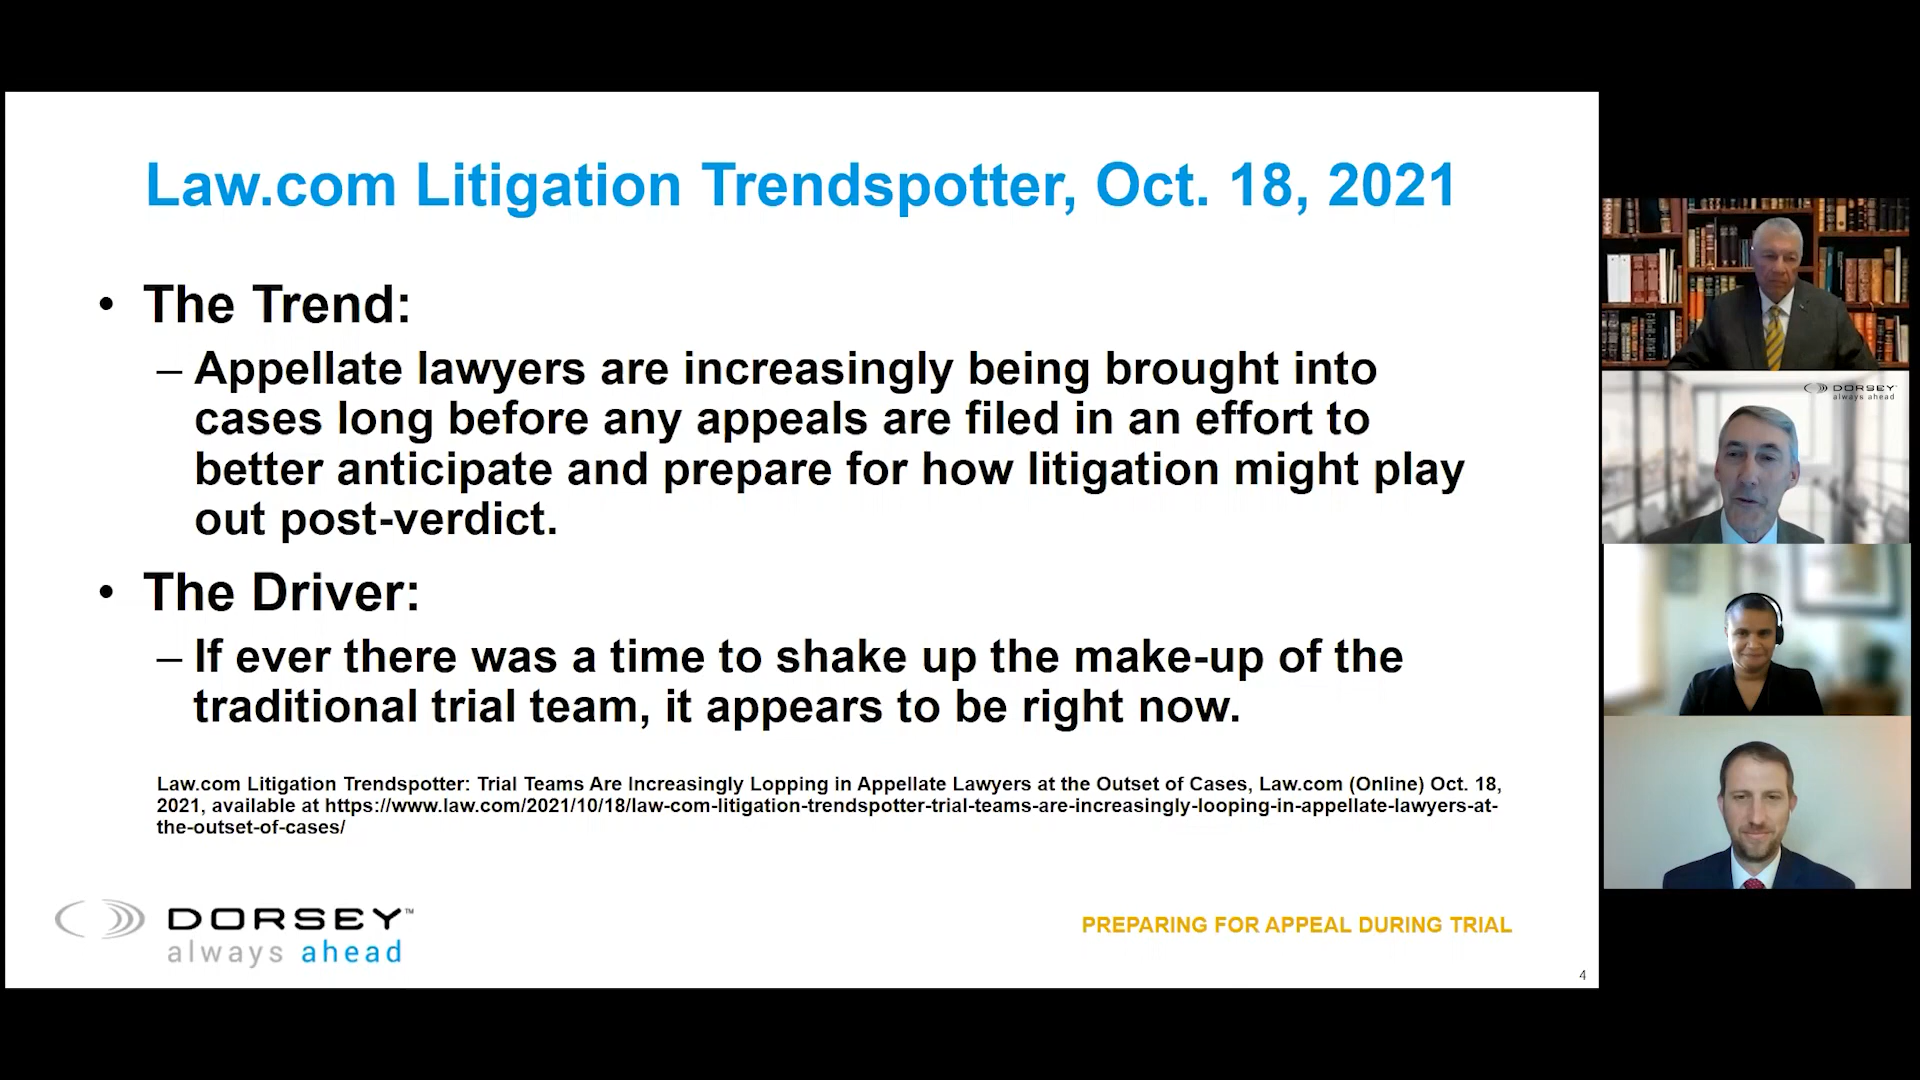 Law.com Litigation Trendspotter, Oct. 18, 2021
• The Trend:
– Appellate lawyers are increasingly being brought into
cases long before any appeals are filed in an effort to
better anticipate and prepare for how litigation might play
out post-verdict.
• The Driver:
– If ever there was a time to shake up the make-up of the
traditional trial team, it appears to be right now.
Law.com Litigation Trendspotter: Trial Teams Are Increasingly Lopping in Appellate Lawyers at the Outset of Cases, Law.com (Online) Oct. 18,
2021, available at https://www.law.com/2021/10/18/law-com-litigation-trendspotter-trial-teams-are-increasingly-looping-in-appellate-lawyers-at-
the-outset-of-cases/
DORSEY™
always ahead
PREPARING FOR APPEAL DURING TRIAL
4
DORSEY
always ahead